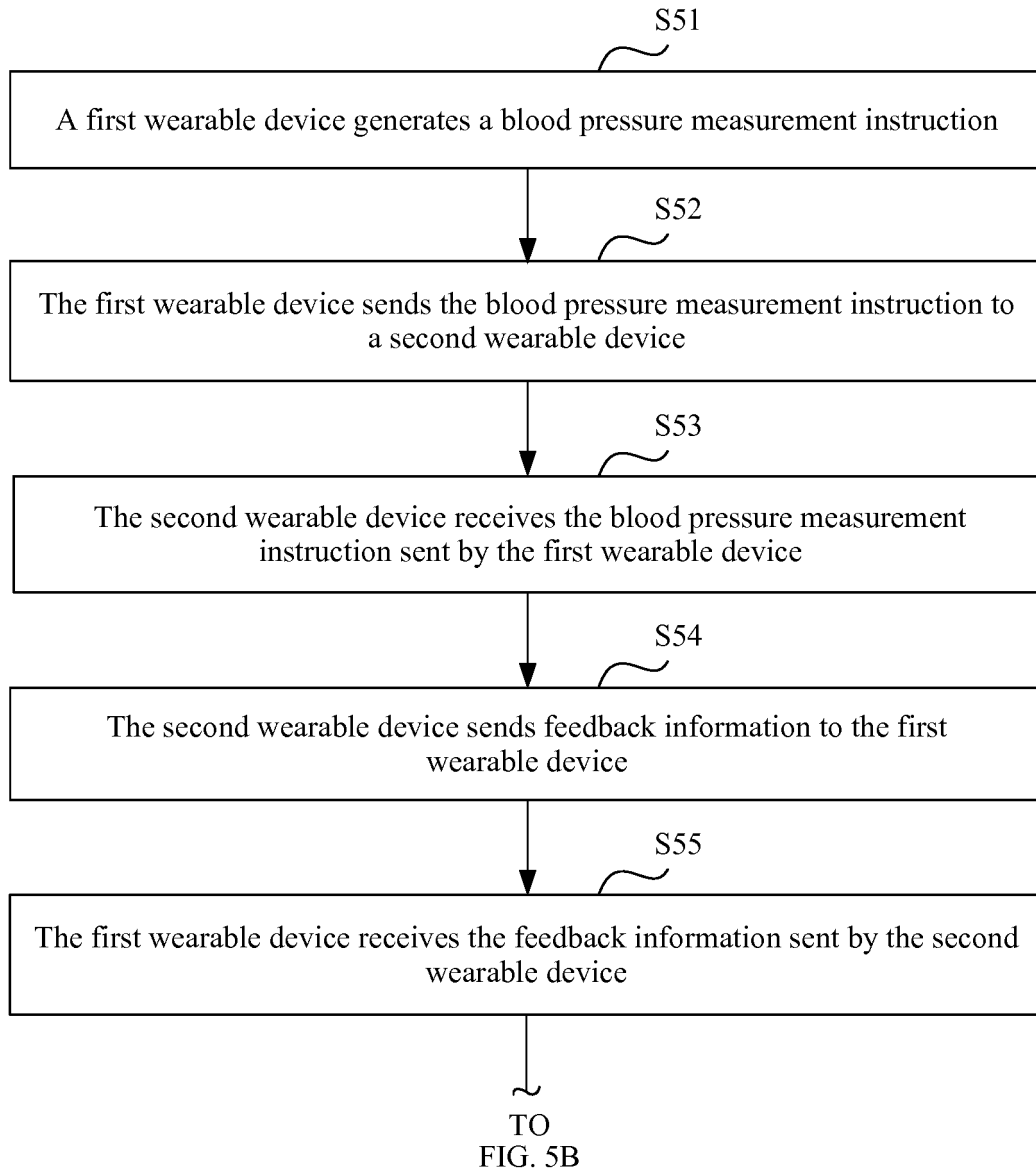 S51
A first wearable device generates a blood pressure measurement instruction
S52
The first wearable device sends the blood pressure measurement instruction to
a second wearable device
S53
The second wearable device receives the blood pressure measurement
instruction sent by the first wearable device
S54
The second wearable device sends feedback information to the first
wearable device
S55
The first wearable device receives the feedback information sent by the second
wearable device
TO
FIG. 5B